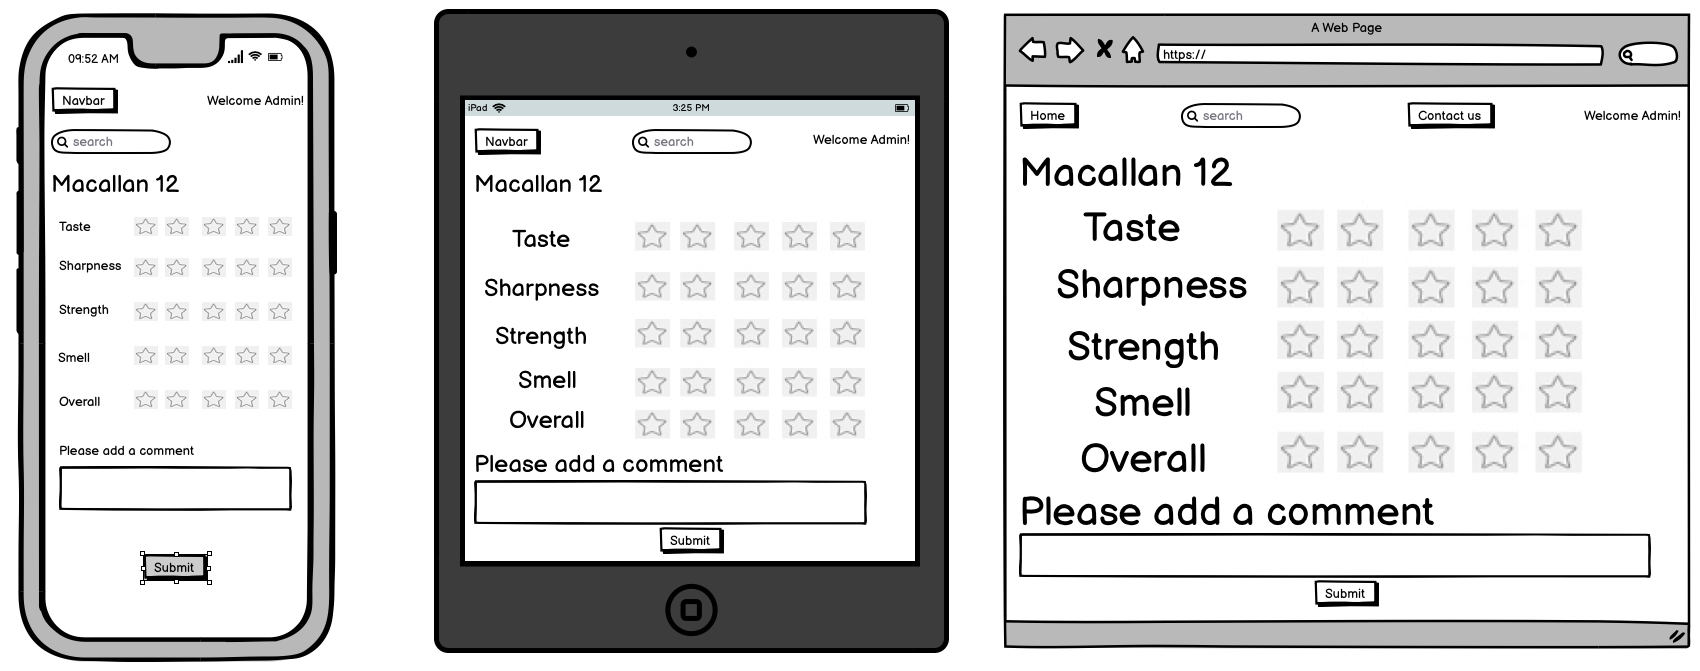 09:52 AM
Navbar
Welcome Admin!
search
Macallan 12
Taste
Sharpness
Strength
Smell
Overall
Please add a comment
Submit
iPad
3:25 PM
Navbar
search
Welcome Admin!
Macallan 12
Taste
Sharpness
Strength
Smell
Overall
Please add a comment
Submit
A Web Page
https://
Home
search
Contact us
Welcome Admin!
Macallan 12
Taste
Sharpness
Strength
Smell
Overall
Please add a comment
Submit